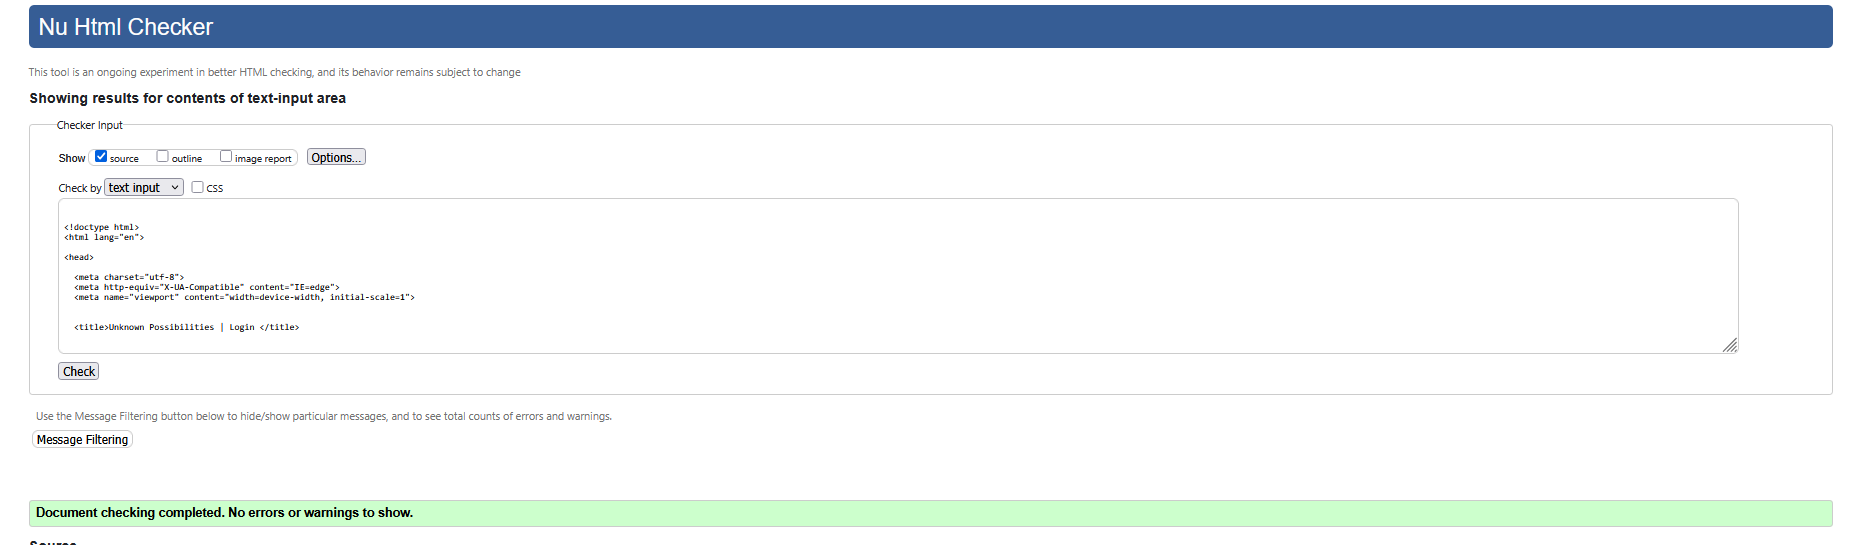 Nu Html Checker
This tool is an ongoing experiment in better HTML checking, and its behavior remains subject to change
Showing results for contents of text-input area
Checker Input
Show source outline image report Options...
Check by text input CSS
<!doctype html>
<html lang="en">
<head>
<meta charset="utf-8">
<meta http-equiv="X-UA-Compatible" content="IE=edge">
<meta name="viewport" content="width=device-width, initial-scale=1">
<title>Unknown Possibilities | Login </title>
Check
Use the Message Filtering button below to hide/show particular messages, and to see total counts of errors and warnings.
Message Filtering
Document checking completed. No errors or warnings to show.
Source